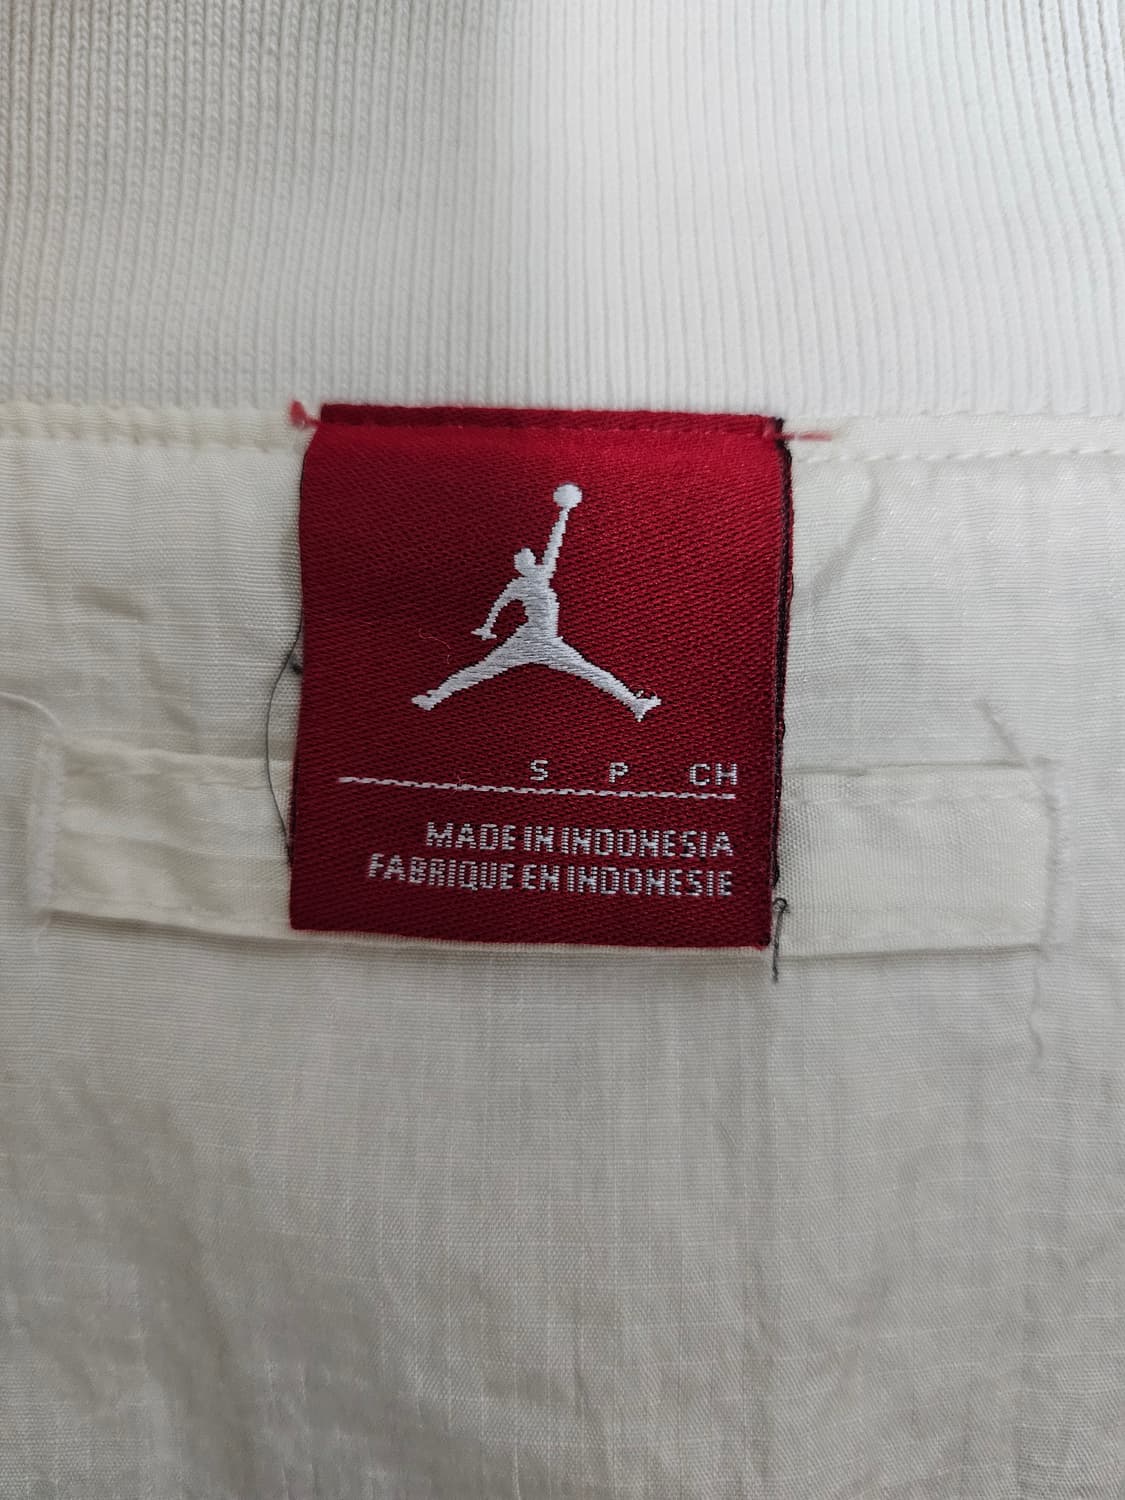 S P CH
MADE IN INDONESIA
FABRIQUE EN INDONESIE